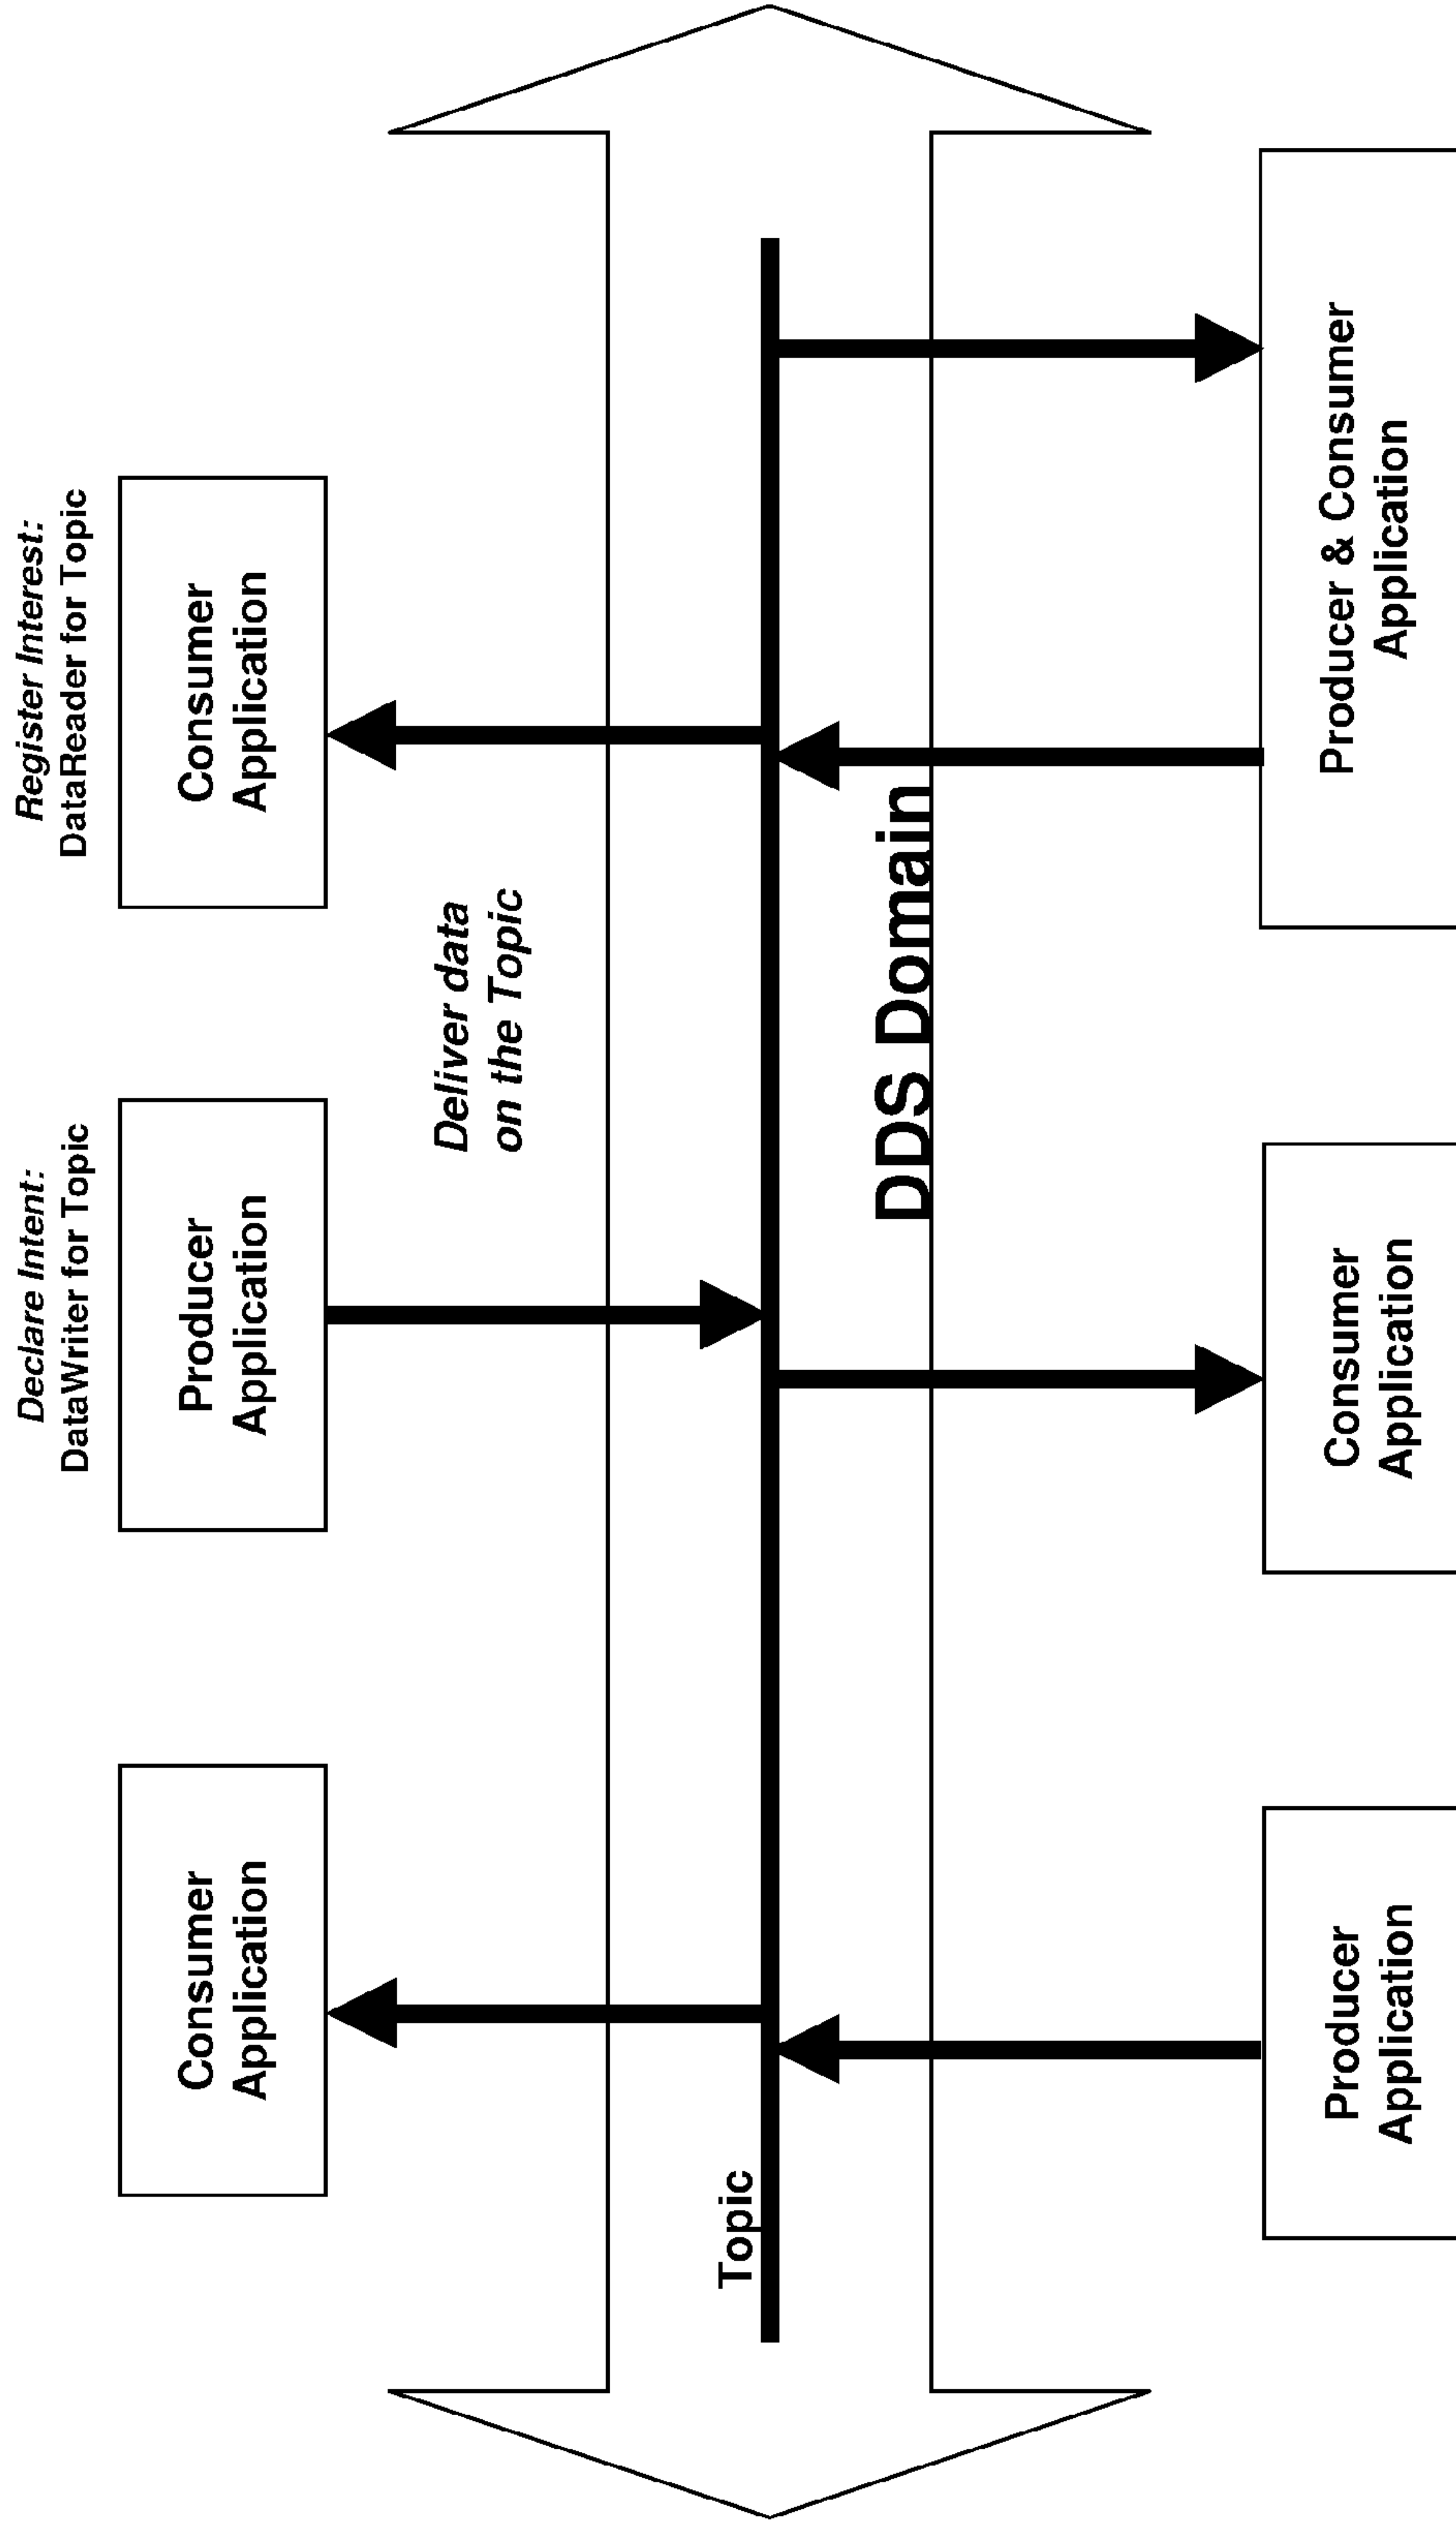 Declare Intent:
DataWriter for Topic
Register Interest:
DataReader for Topic
Consumer
Application
Producer
Application
Consumer
Application
Deliver data
on the Topic
Topic
DDS Domain
Producer
Application
Consumer
Application
Producer & Consumer
Application